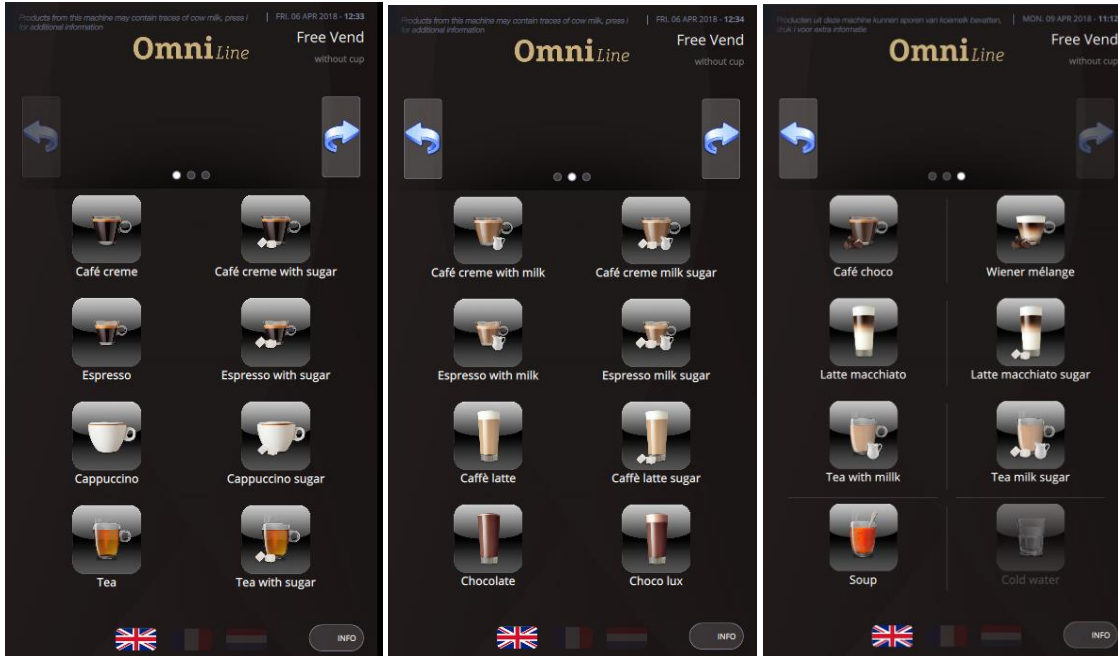 Products from this machine may contain traces of cow milk, press i
for additional information
FRI. 06 APR 2018 - 12:33
Omni Line
Free Vend
without cup
Café creme
Café creme with sugar
Espresso
Espresso with sugar
Cappuccino
Cappuccino sugar
Tea
Tea with sugar
INFO
Products from this machine may contain traces of cow milk, press i
for additional information
FRI. 06 APR 2018 - 12:34
Omni Line
Free Vend
without cup
Café creme with milk
Café creme milk sugar
Espresso with milk
Espresso milk sugar
Caffè latte
Caffè latte sugar
Chocolate
Choco lux
INFO
Producten uit deze machine kunnen sporen van koemelk bevatten,
druk i voor extra informatie
MON. 09 APR 2018 - 11:12
Omni Line
Free Vend
without cup
Café choco
Wiener mélange
Latte macchiato
Latte macchiato sugar
Tea with millk
Tea milk sugar
Soup
Cold water
INFO